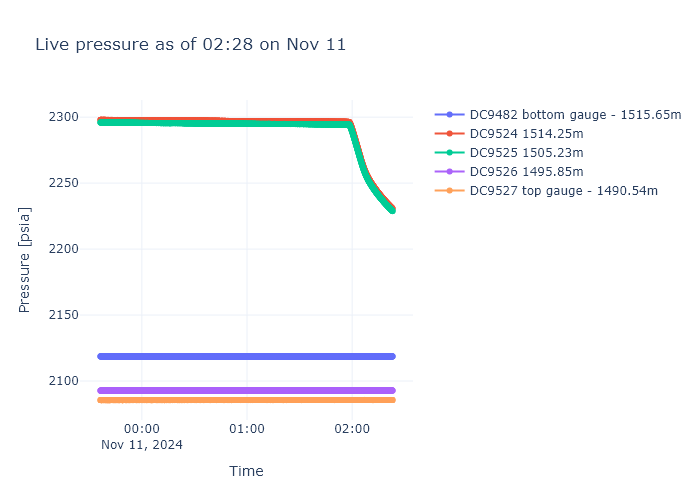 Live pressure as of 02:28 on Nov 11
2300
2250
2200
2150
2100
Pressure [psia]
00:00
Nov 11, 2024
01:00
02:00
Time
DC9482 bottom gauge - 1515.65m
DC9524 1514.25m
DC9525 1505.23m
DC9526 1495.85m
DC9527 top gauge - 1490.54m